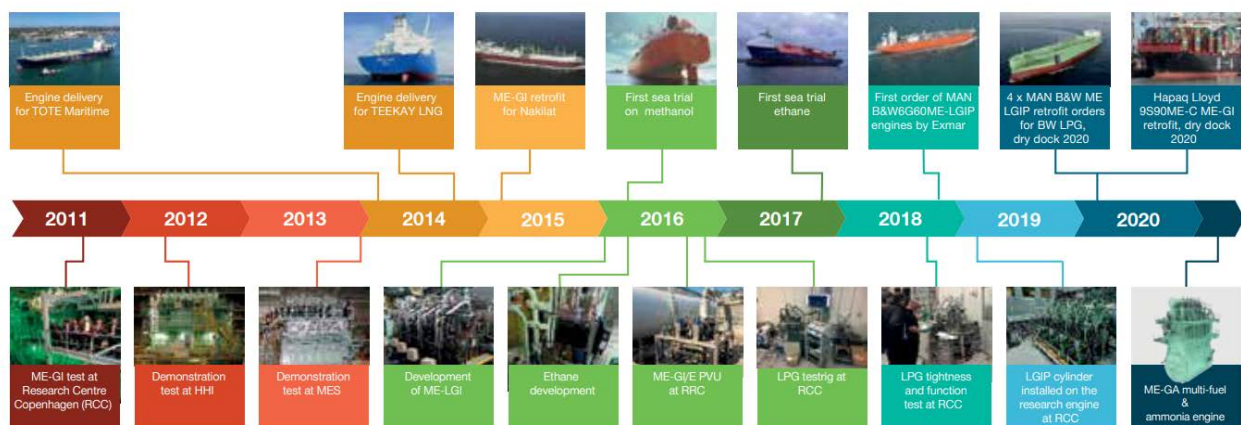 Engine delivery
for TOTE Maritime
Engine delivery
for TEEKAY LNG
ME-GI retrofit
for Nakilat
First sea trial
on methanol
First sea trial
ethane
First order of MAN
B&W6G60ME-LGIP
engines by Exmar
4 x MAN B&W ME
LGIP retrofit orders
for BW LPG,
dry dock 2020
Hapaq Lloyd
9S90ME-C ME-GI
retrofit, dry dock
2020
2011
2012
2013
2014
2015
2016
2017
2018
2019
2020
ME-GI test at
Research Centre
Copenhagen (RCC)
Demonstration
test at HHI
Demonstration
test at MES
Development
of ME-LGI
Ethane
development
ME-GI/E PVU
at RRC
LPG testrig at
RCC
LPG tightness
and function
test at RCC
LGIP cylinder
installed on the
research engine
at RCC
ME-GA multi-fuel
&
ammonia engine